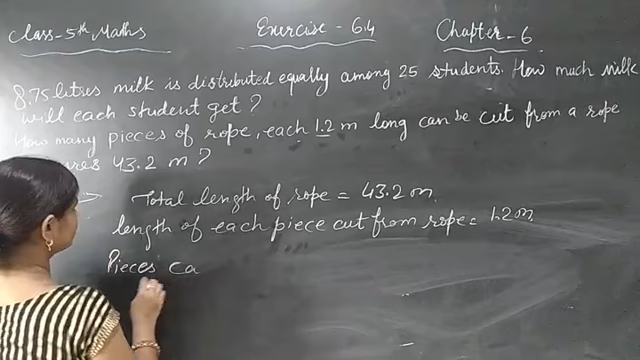 Class-5th Maths Exercise-6.4 Chapter-6
8.75 litres milk is distributed equally among 25 students. How much milk
will each student get?
How many pieces of rope, each 1.2 m long can be cut from a rope
ures 43.2 m?
Total length of rope = 43.2 m.
length of each piece cut from rope = 1.2 m
Pieces ca